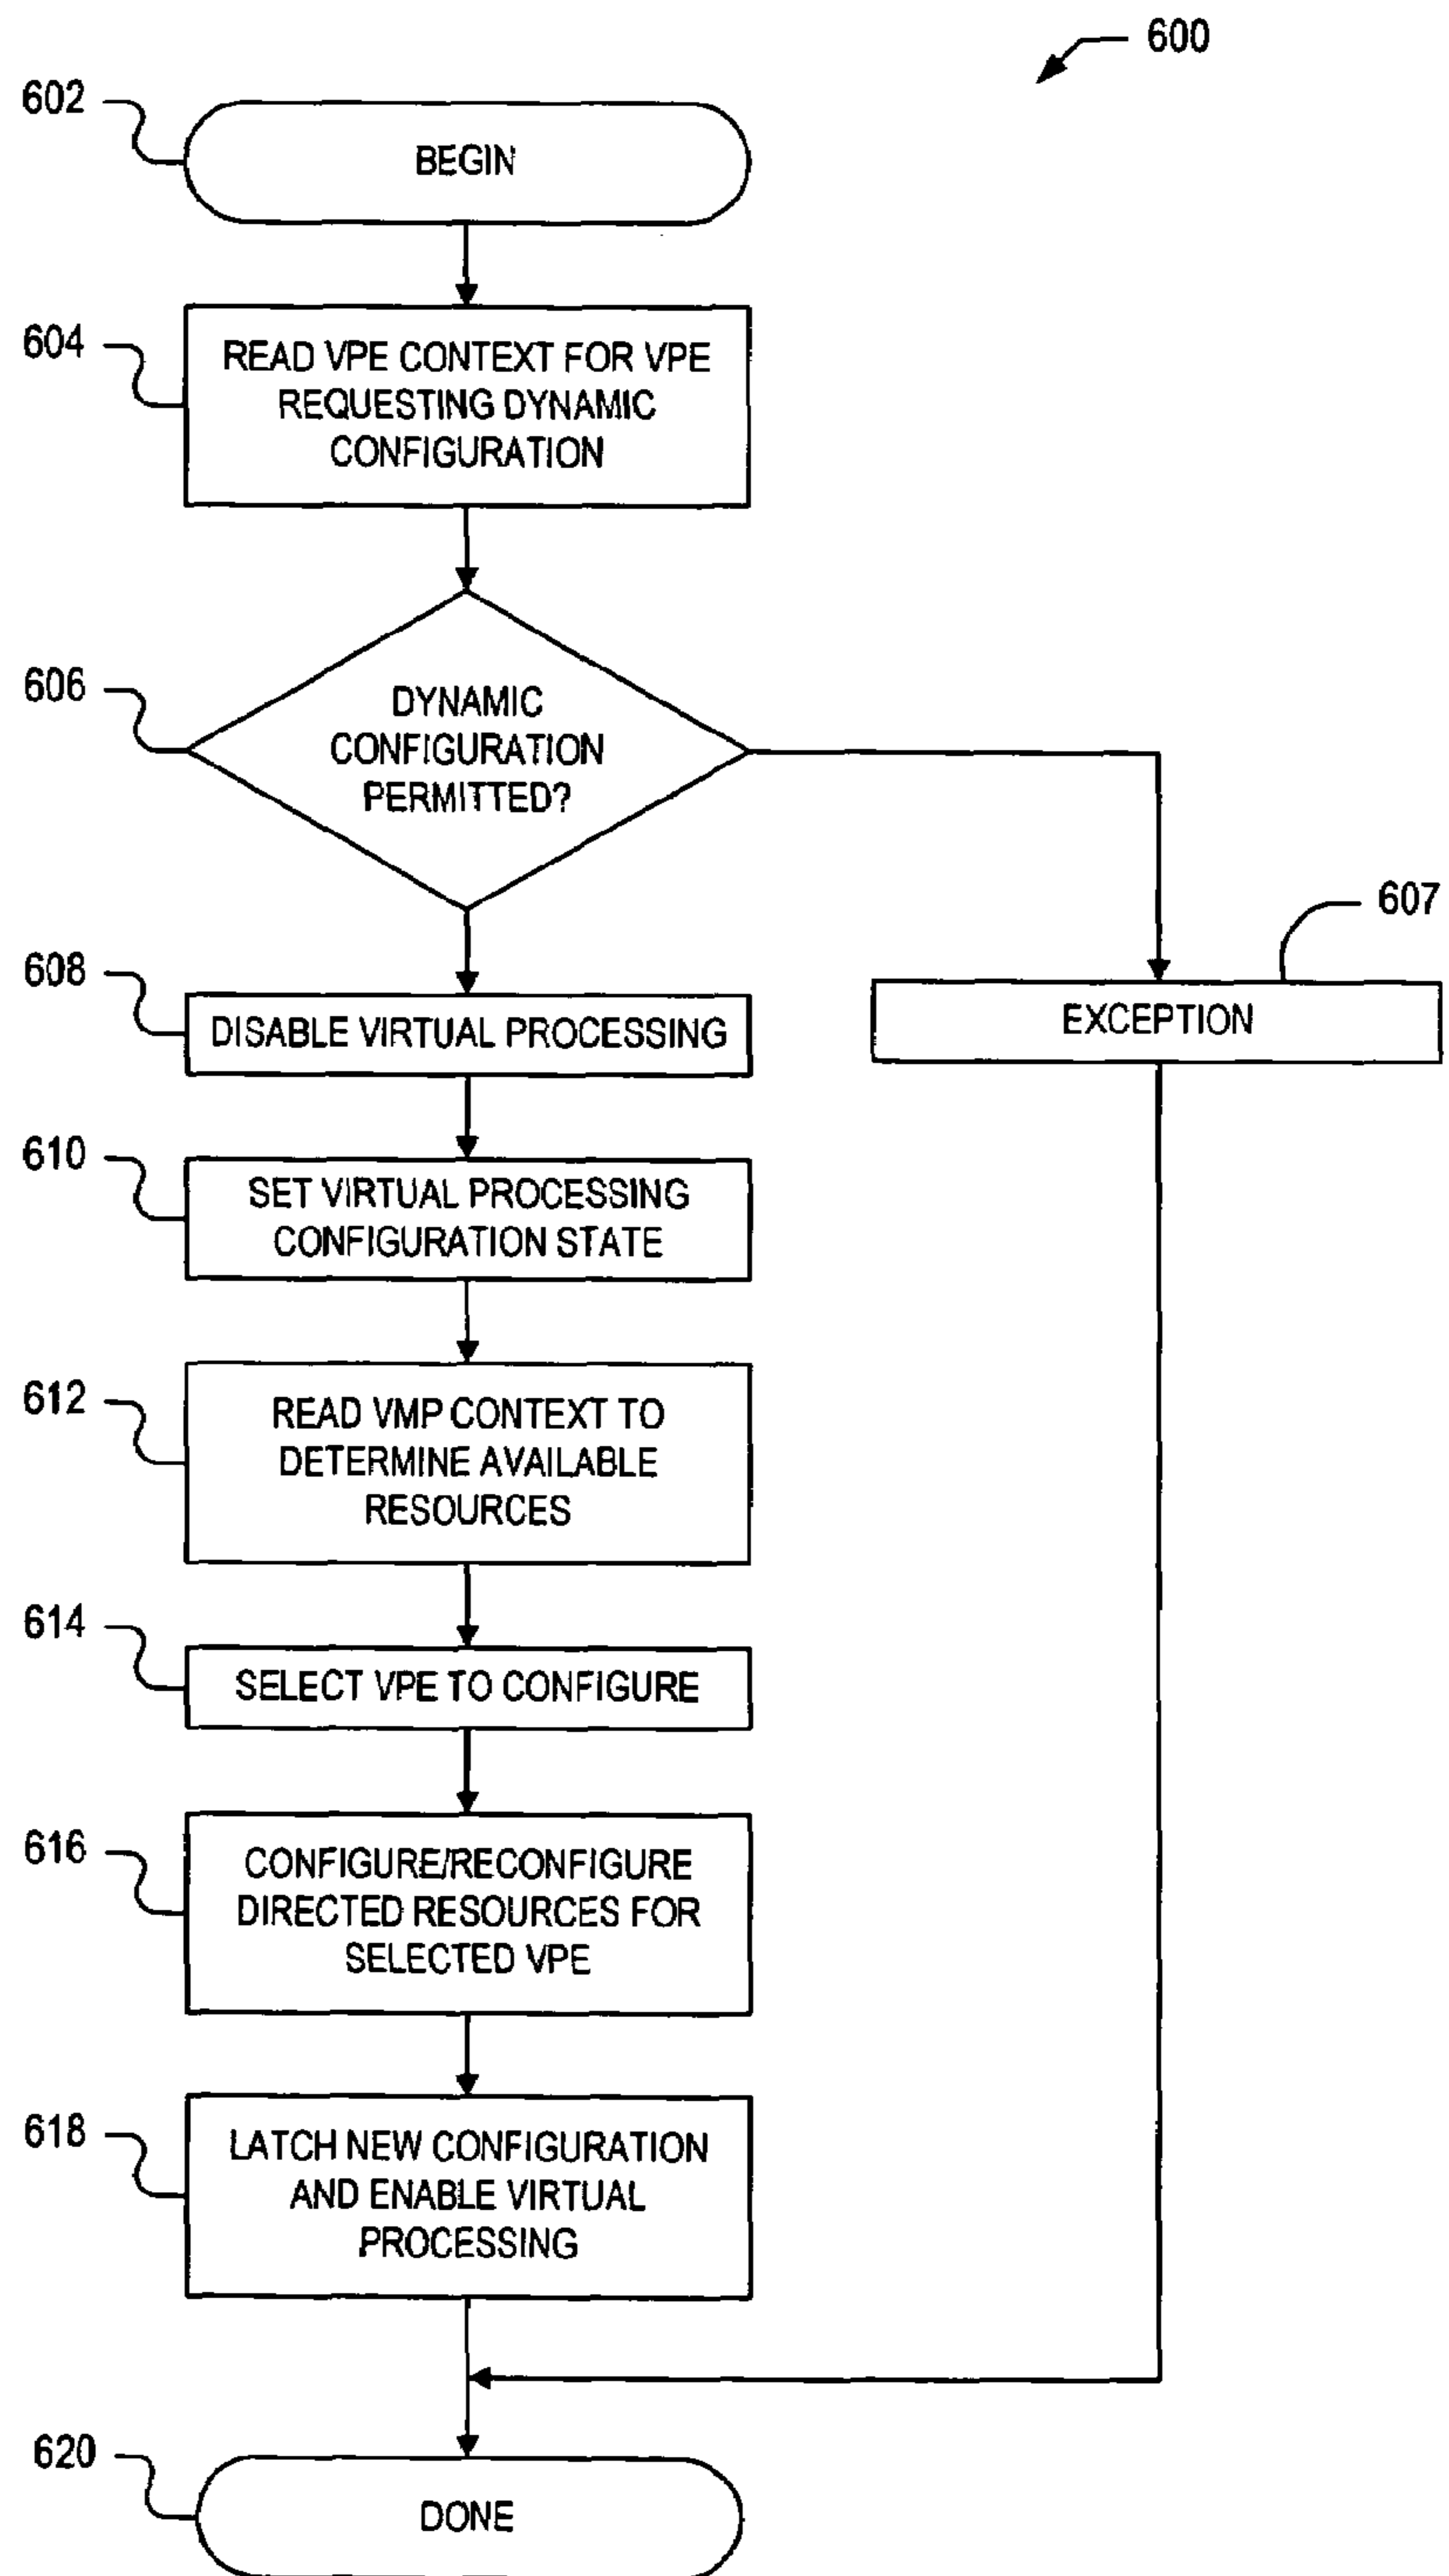 600
602
BEGIN
604
READ VPE CONTEXT FOR VPE
REQUESTING DYNAMIC
CONFIGURATION
606
DYNAMIC
CONFIGURATION
PERMITTED?
607
EXCEPTION
608
DISABLE VIRTUAL PROCESSING
610
SET VIRTUAL PROCESSING
CONFIGURATION STATE
612
READ VMP CONTEXT TO
DETERMINE AVAILABLE
RESOURCES
614
SELECT VPE TO CONFIGURE
616
CONFIGURE/RECONFIGURE
DIRECTED RESOURCES FOR
SELECTED VPE
618
LATCH NEW CONFIGURATION
AND ENABLE VIRTUAL
PROCESSING
620
DONE